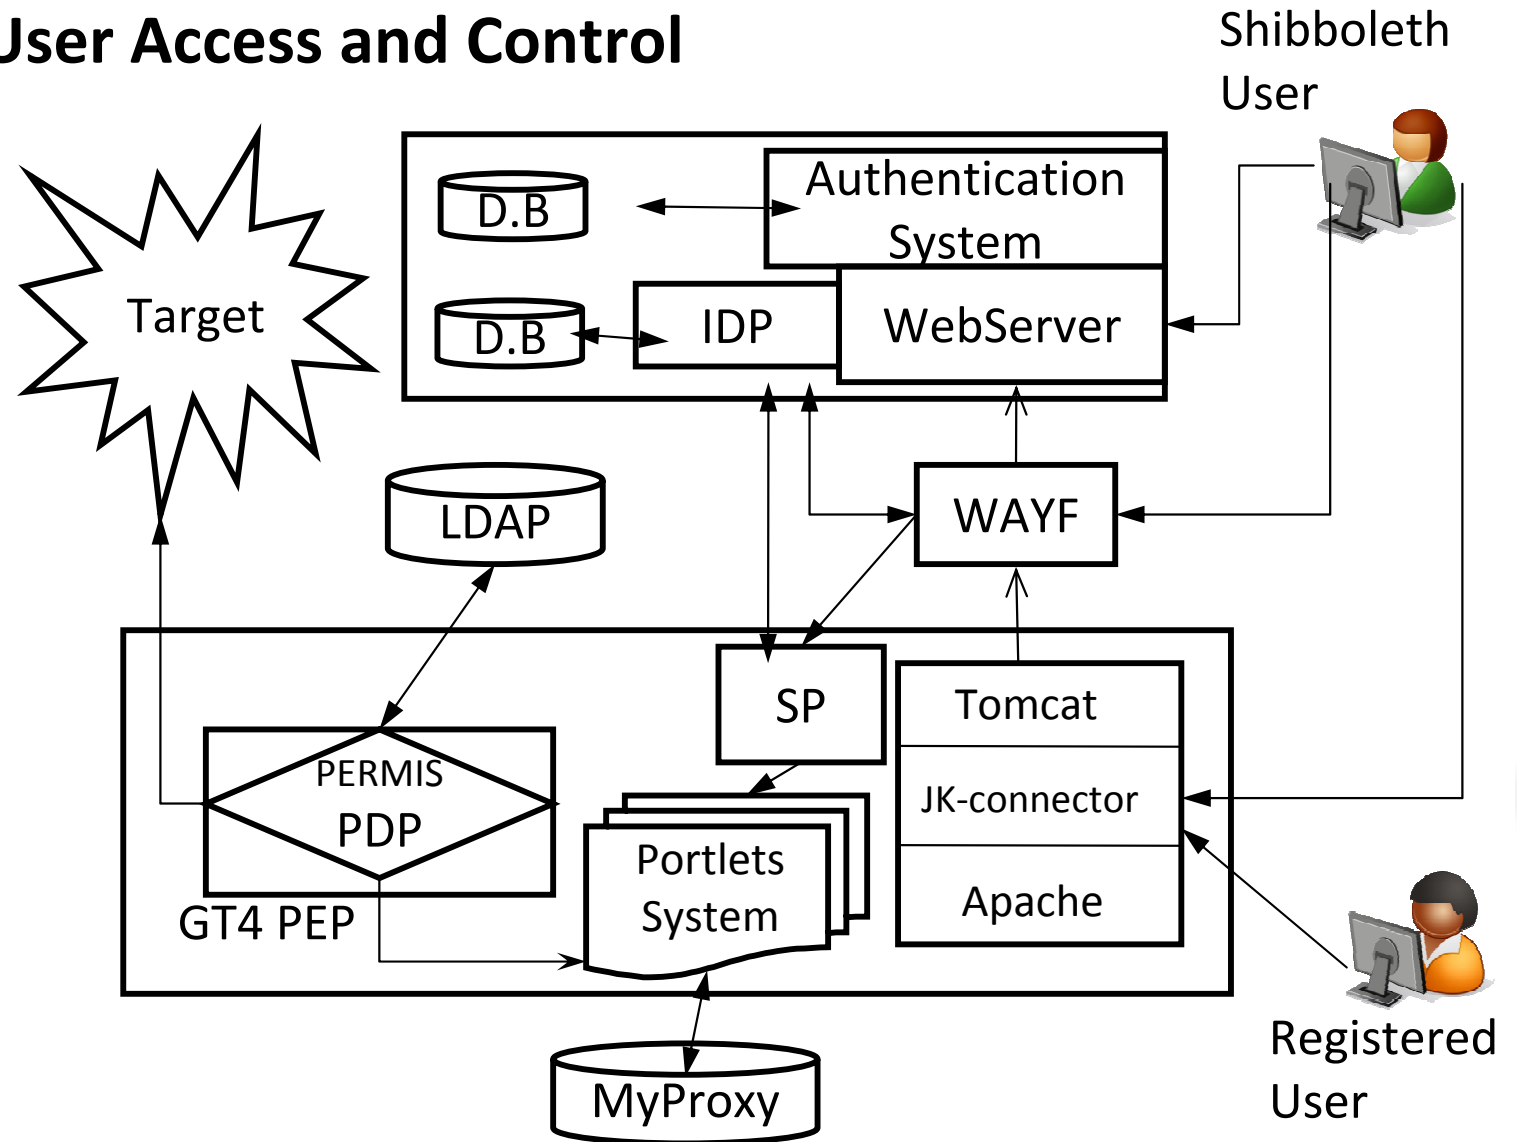 User Access and Control
Shibboleth
User
Authentication
System
D.B
D.B
IDP
WebServer
Target
LDAP
WAYF
SP
Tomcat
JK-connector
Apache
PERMIS
PDP
GT4 PEP
Portlets
System
MyProxy
Registered
User